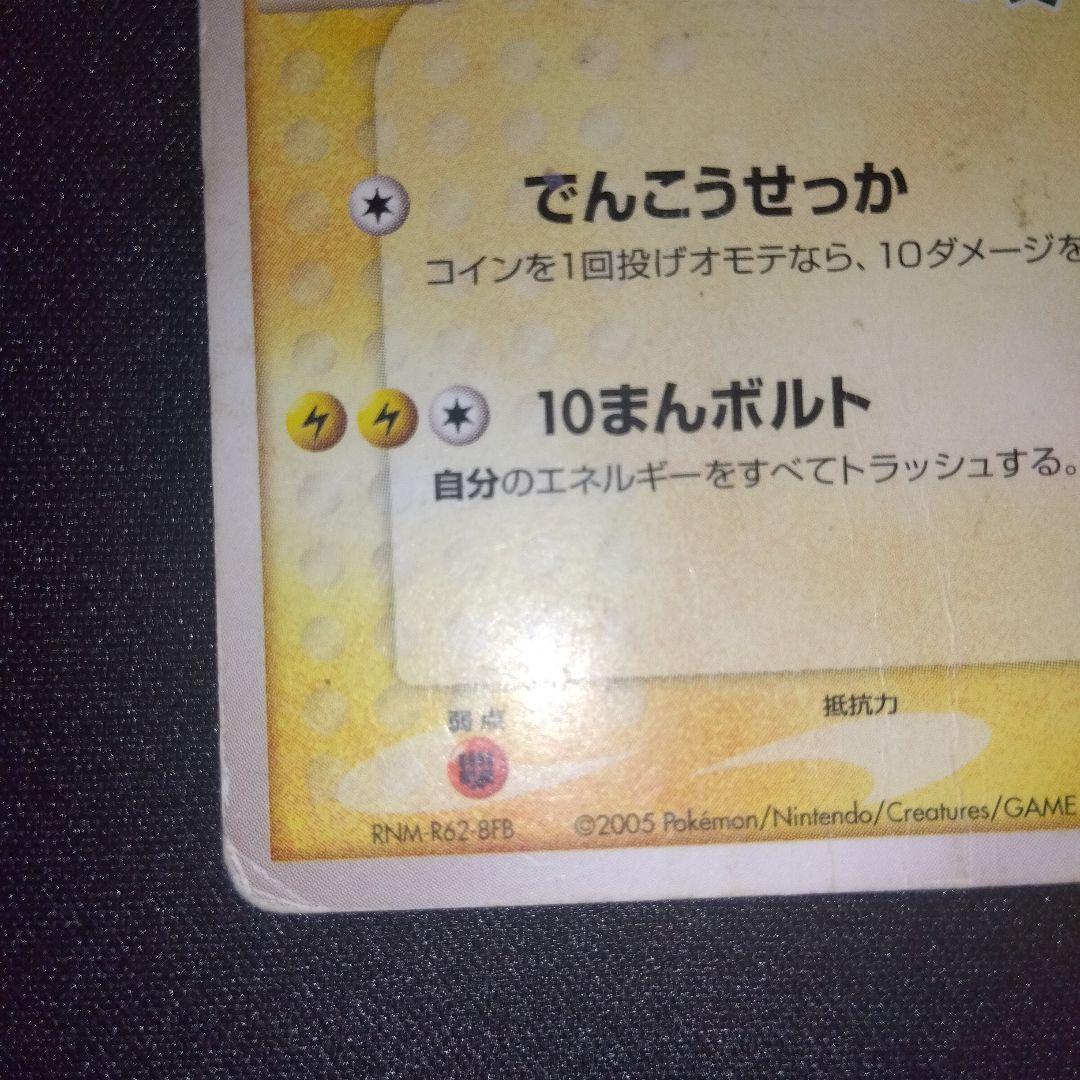 でんこうせっか
コインを1回投げオモテなら、10ダメージを
10まんボルト
自分のエネルギーをすべてトラッシュする。
弱点
抵抗力
RNM-R62-8FB
©2005 Pokémon/Nintendo/Creatures/GAME